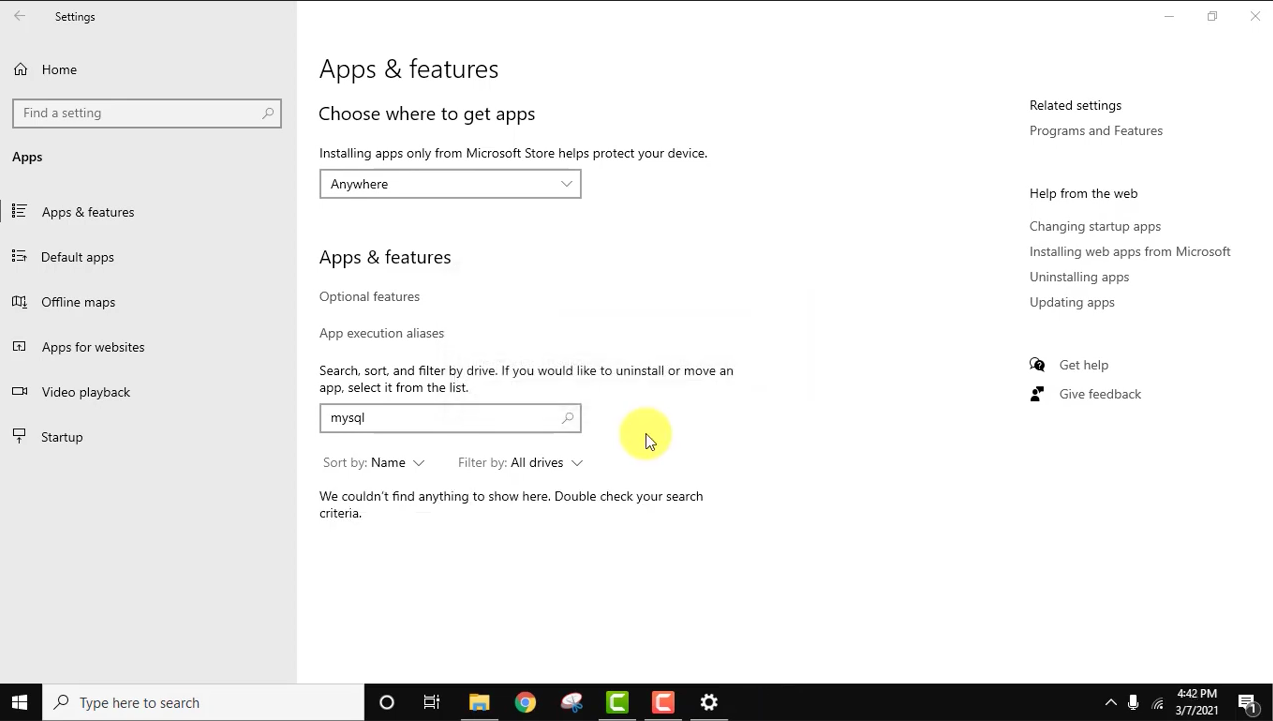 Settings
Home
Find a setting
Apps
Apps & features
Default apps
Offline maps
Apps for websites
Video playback
Startup
Apps & features
Choose where to get apps
Installing apps only from Microsoft Store helps protect your device.
Anywhere
Apps & features
Optional features
App execution aliases
Search, sort, and filter by drive. If you would like to uninstall or move an
app, select it from the list.
mysql
Sort by: Name
Filter by: All drives
We couldn't find anything to show here. Double check your search
criteria.
Related settings
Programs and Features
Help from the web
Changing startup apps
Installing web apps from Microsoft
Uninstalling apps
Updating apps
Get help
Give feedback
Type here to search
4:42 PM
3/7/2021
1